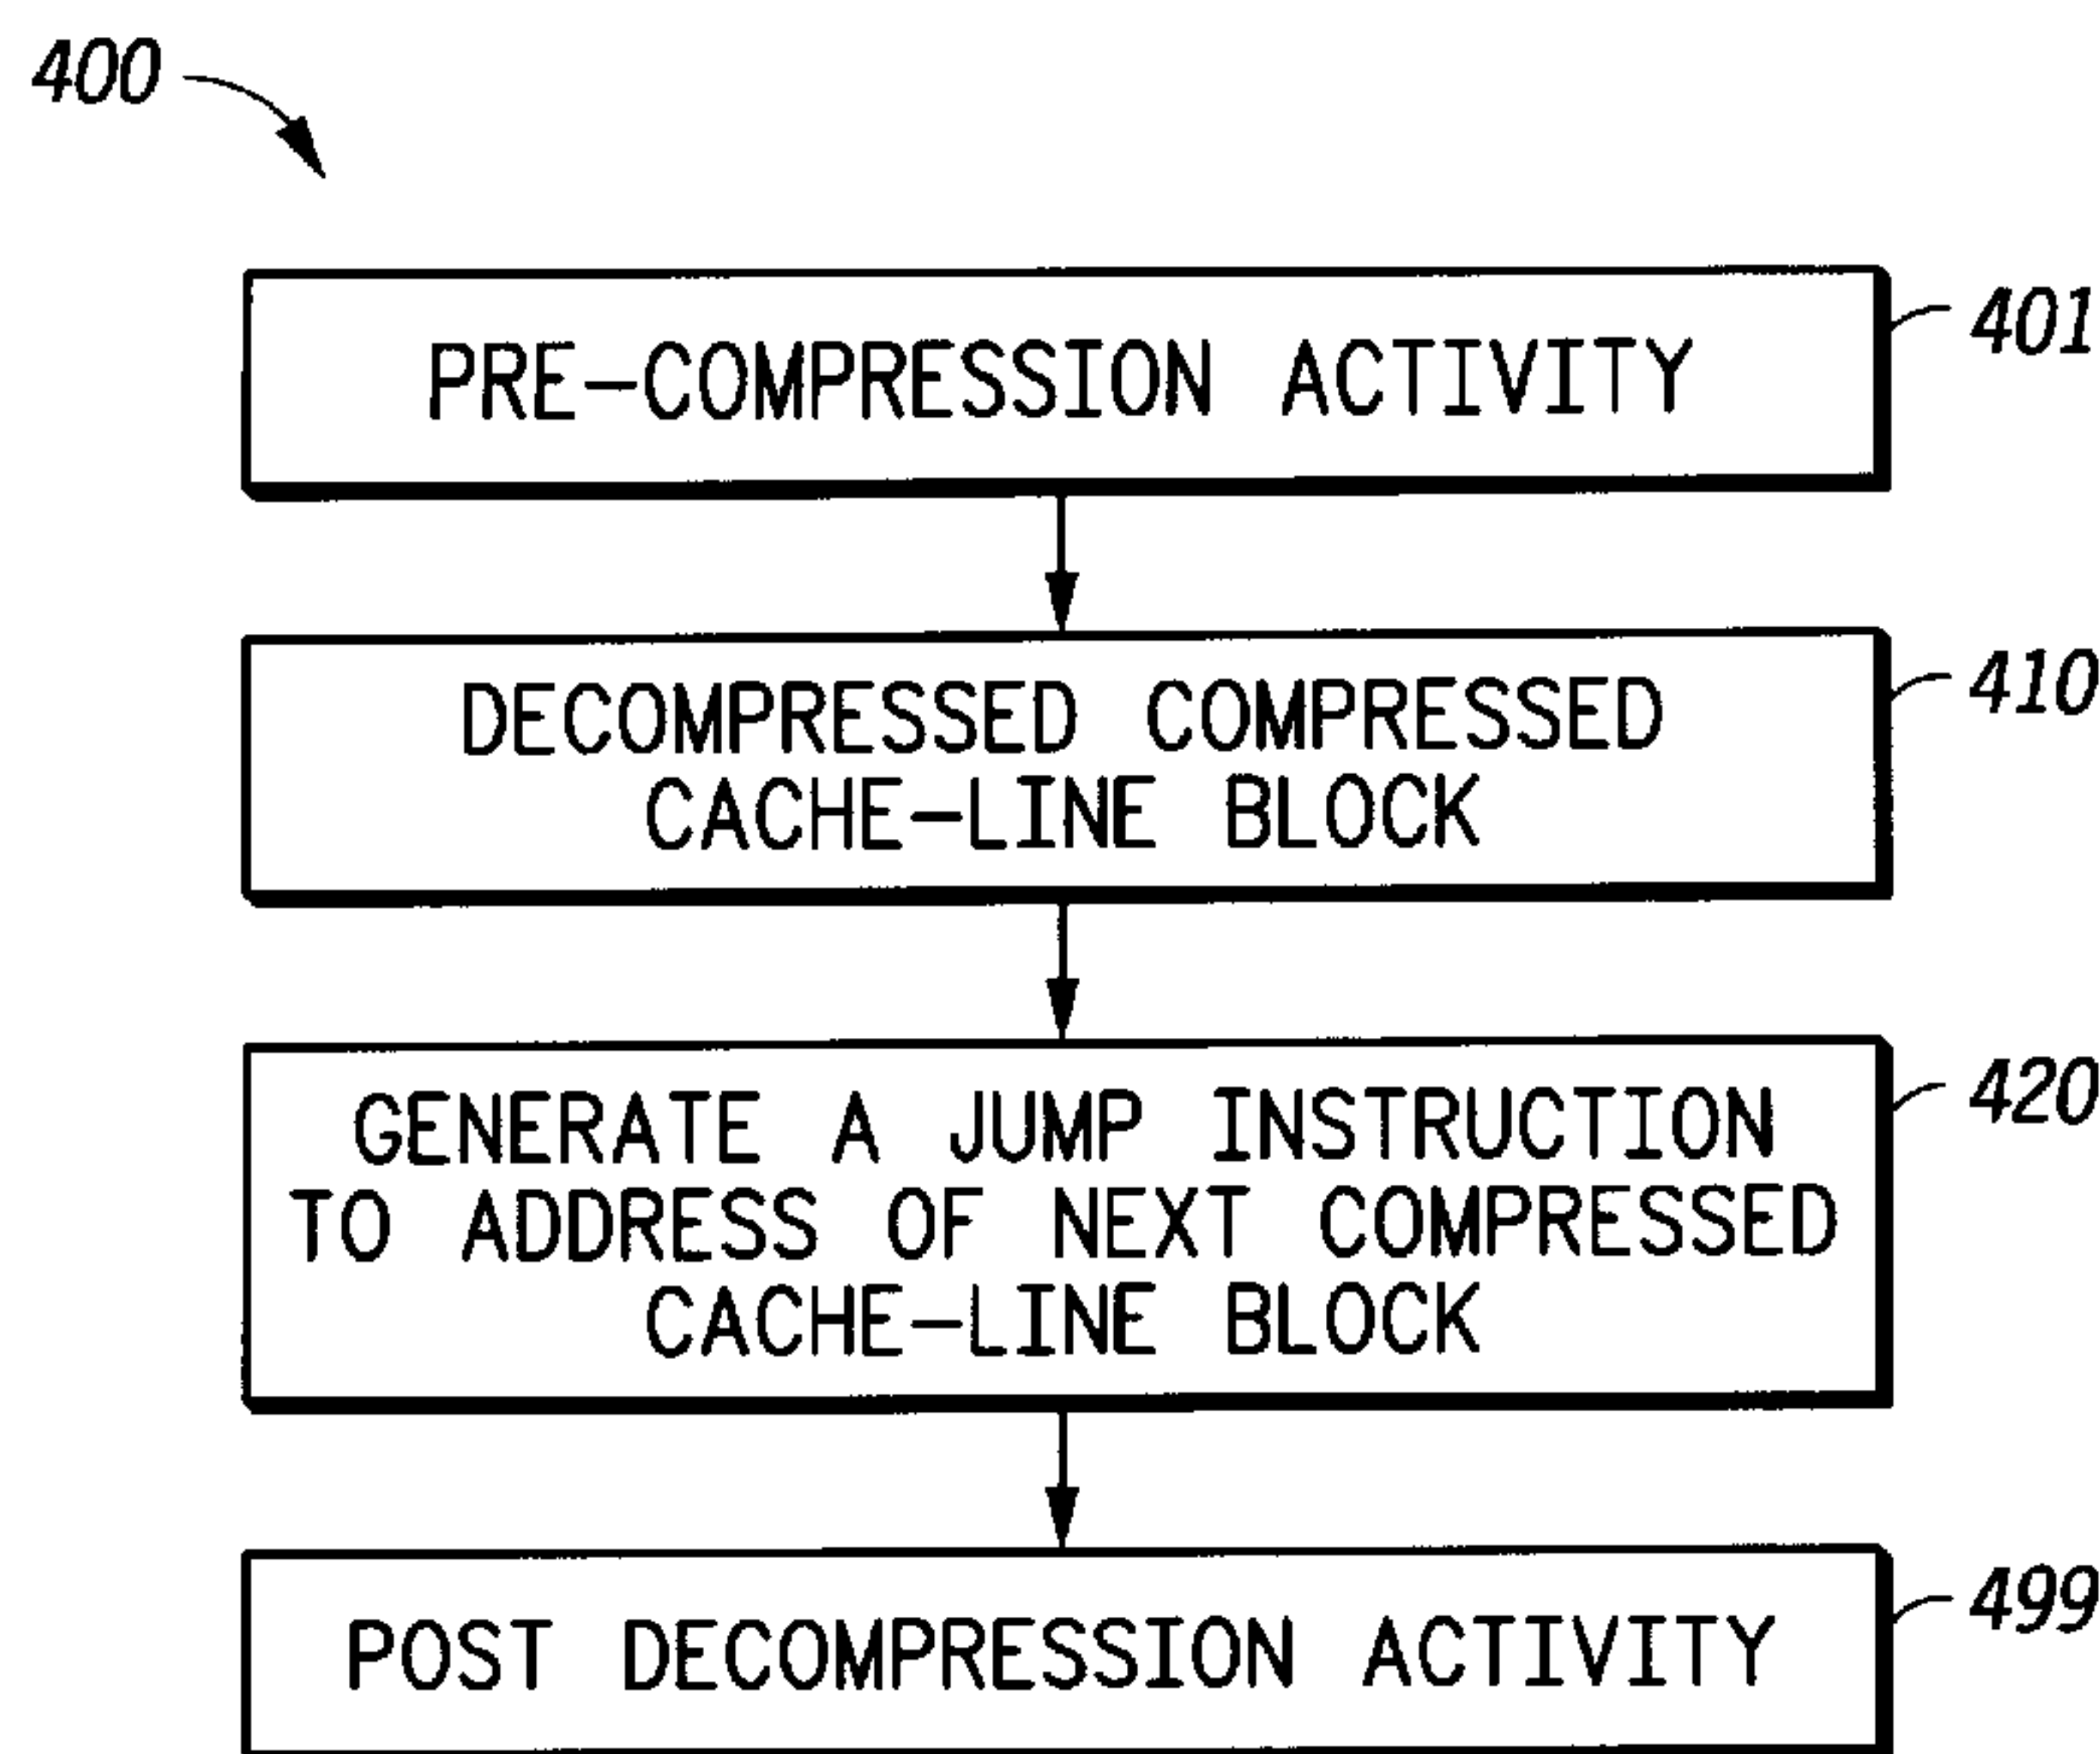 400
401
PRE-COMPRESSION ACTIVITY
410
DECOMPRESSED COMPRESSED
CACHE-LINE BLOCK
420
GENERATE A JUMP INSTRUCTION
TO ADDRESS OF NEXT COMPRESSED
CACHE-LINE BLOCK
499
POST DECOMPRESSION ACTIVITY